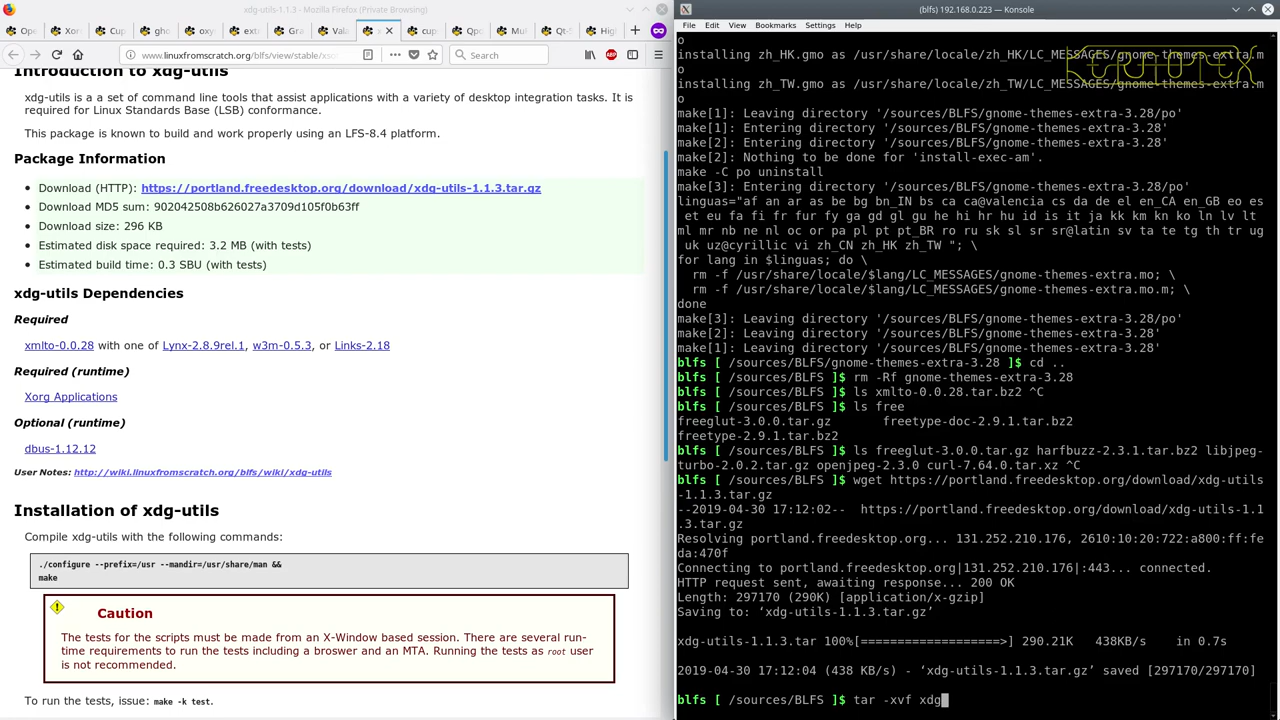 xdg-utils-1.1.3 - Mozilla Firefox (Private Browsing)
Ope
Xor
Cup
gho
oxy
extr
Gra
Vala
x
cup
Qpc
Mu
Qt-5
High
www.linuxfromscratch.org/blfs/view/stable/xso
Search
Introduction to xdg-utils
xdg-utils is a a set of command line tools that assist applications with a variety of desktop integration tasks. It is
required for Linux Standards Base (LSB) conformance.
This package is known to build and work properly using an LFS-8.4 platform.
Package Information
Download (HTTP): https://portland.freedesktop.org/download/xdg-utils-1.1.3.tar.gz
Download MD5 sum: 902042508b626027a3709d105f0b63ff
Download size: 296 KB
Estimated disk space required: 3.2 MB (with tests)
Estimated build time: 0.3 SBU (with tests)
xdg-utils Dependencies
Required
xmlto-0.0.28 with one of Lynx-2.8.9rel.1, w3m-0.5.3, or Links-2.18
Required (runtime)
Xorg Applications
Optional (runtime)
dbus-1.12.12
User Notes: http://wiki.linuxfromscratch.org/blfs/wiki/xdg-utils
Installation of xdg-utils
Compile xdg-utils with the following commands:
./configure --prefix=/usr --mandir=/usr/share/man &&
make
Caution
The tests for the scripts must be made from an X-Window based session. There are several run-
time requirements to run the tests including a broswer and an MTA. Running the tests as root user
is not recommended.
To run the tests, issue: make -k test.
(blfs) 192.168.0.223 — Konsole
File Edit View Bookmarks Settings Help
o
installing zh_HK.gmo as /usr/share/locale/zh_HK/LC_MESSAGES/gnome-themes-extra.m
o
installing zh_TW.gmo as /usr/share/locale/zh_TW/LC_MESSAGES/gnome-themes-extra.m
o
make[1]: Leaving directory '/sources/BLFS/gnome-themes-extra-3.28/po'
make[1]: Entering directory '/sources/BLFS/gnome-themes-extra-3.28'
make[2]: Entering directory '/sources/BLFS/gnome-themes-extra-3.28'
make[2]: Nothing to be done for 'install-exec-am'.
make -C po uninstall
make[3]: Entering directory '/sources/BLFS/gnome-themes-extra-3.28/po'
linguas="af an ar as be bg bn_IN bs ca ca@valencia cs da de el en_CA en_GB eo es
 et eu fa fi fr fur fy ga gd gl gu he hi hr hu id is it ja kk km kn ko ln lv lt
ml mr nb ne nl oc or pa pl pt pt_BR ro ru sk sl sr sr@latin sv ta te tg th tr ug
 uk uz@cyrillic vi zh_CN zh_HK zh_TW "; \
for lang in $linguas; do \
rm -f /usr/share/locale/$lang/LC_MESSAGES/gnome-themes-extra.mo; \
rm -f /usr/share/locale/$lang/LC_MESSAGES/gnome-themes-extra.mo.m; \
done
make[3]: Leaving directory '/sources/BLFS/gnome-themes-extra-3.28/po'
make[2]: Leaving directory '/sources/BLFS/gnome-themes-extra-3.28'
make[1]: Leaving directory '/sources/BLFS/gnome-themes-extra-3.28'
blfs [ /sources/BLFS/gnome-themes-extra-3.28 ]$ cd ..
blfs [ /sources/BLFS ]$ rm -Rf gnome-themes-extra-3.28
blfs [ /sources/BLFS ]$ ls xmlto-0.0.28.tar.bz2 ^C
blfs [ /sources/BLFS ]$ ls free
freeglut-3.0.0.tar.gz freetype-doc-2.9.1.tar.bz2
freetype-2.9.1.tar.bz2
blfs [ /sources/BLFS ]$ ls freeglut-3.0.0.tar.gz harfbuzz-2.3.1.tar.bz2 libjpeg-
turbo-2.0.2.tar.gz openjpeg-2.3.0 curl-7.64.0.tar.xz ^C
blfs [ /sources/BLFS ]$ wget https://portland.freedesktop.org/download/xdg-utils
-1.1.3.tar.gz
--2019-04-30 17:12:02-- https://portland.freedesktop.org/download/xdg-utils-1.1
.3.tar.gz
Resolving portland.freedesktop.org... 131.252.210.176, 2610:10:20:722:a800:ff:fe
da:470f
Connecting to portland.freedesktop.org|131.252.210.176|:443... connected.
HTTP request sent, awaiting response... 200 OK
Length: 297170 (290K) [application/x-gzip]
Saving to: ‘xdg-utils-1.1.3.tar.gz’
xdg-utils-1.1.3.tar 100%[===================>] 290.21K 438KB/s in 0.7s
2019-04-30 17:12:04 (438 KB/s) - ‘xdg-utils-1.1.3.tar.gz’ saved [297170/297170]
blfs [ /sources/BLFS ]$ tar -xvf xdg